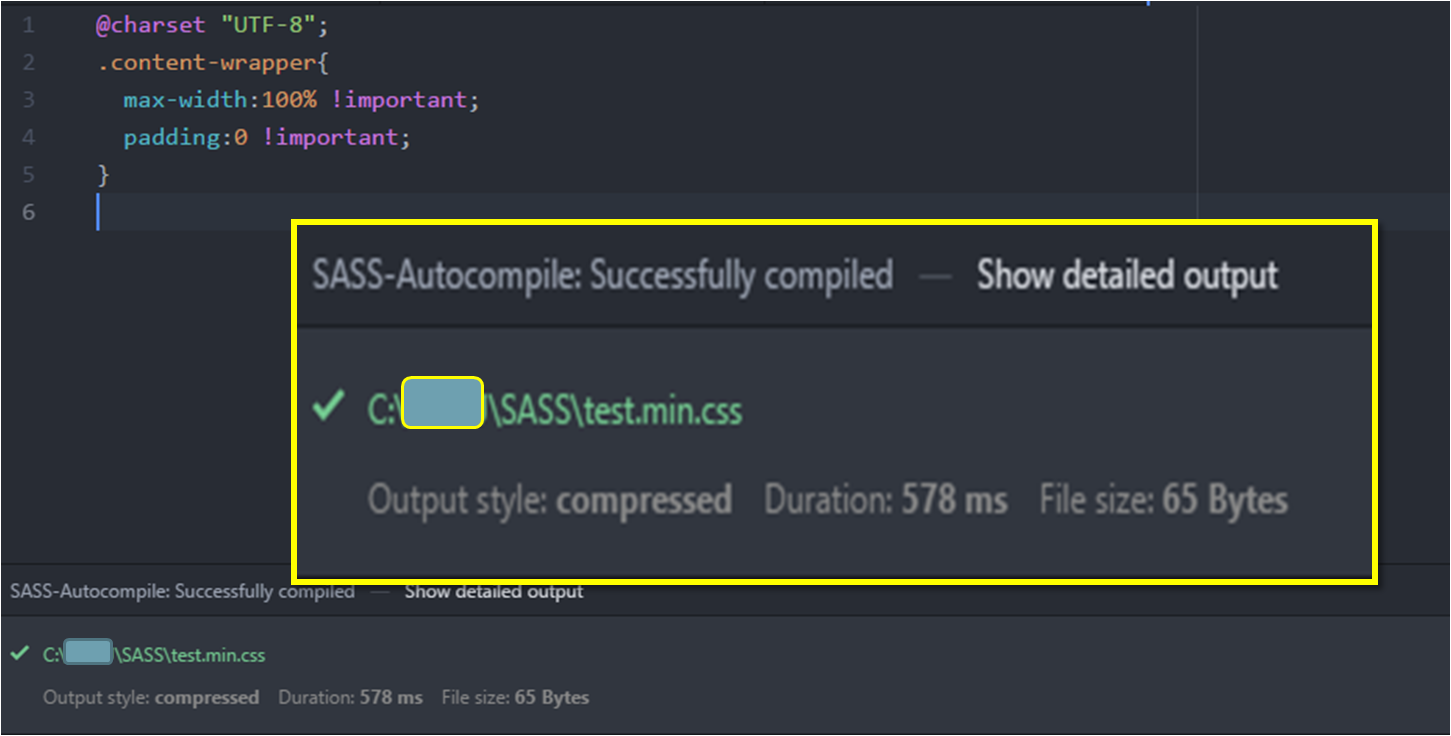 1 @charset "UTF-8";
2 .content-wrapper{
3 max-width:100% !important;
4 padding:0 !important;
5 }
6
SASS-Autocompile: Successfully compiled — Show detailed output
✓ C:\ \SASS\test.min.css
Output style: compressed Duration: 578 ms File size: 65 Bytes
SASS-Autocompile: Successfully compiled — Show detailed output
✓ C:\ \SASS\test.min.css
Output style: compressed Duration: 578 ms File size: 65 Bytes